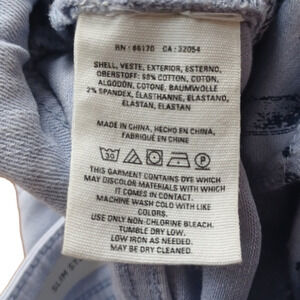 RN : 66170 CA : 32054
SHELL, VESTE, EXTERIOR, ESTERNO,
OBERSTOFF: 98% COTTON, COTON,
ALGODÓN, COTONE, BAUMWOLLE
2% SPANDEX, ÉLASTHANNE, ELASTANO,
ELASTAN, ELASTAN
MADE IN CHINA, HECHO EN CHINA,
FABRIQUÉ EN CHINE
30
THIS GARMENT CONTAINS DYE WHICH
MAY DISCOLOR MATERIALS WITH WHICH
IT COMES IN CONTACT.
MACHINE WASH COLD WITH LIKE
COLORS.
USE ONLY NON-CHLORINE BLEACH.
TUMBLE DRY LOW.
LOW IRON AS NEEDED.
MAY BE DRY CLEANED.
SLIM